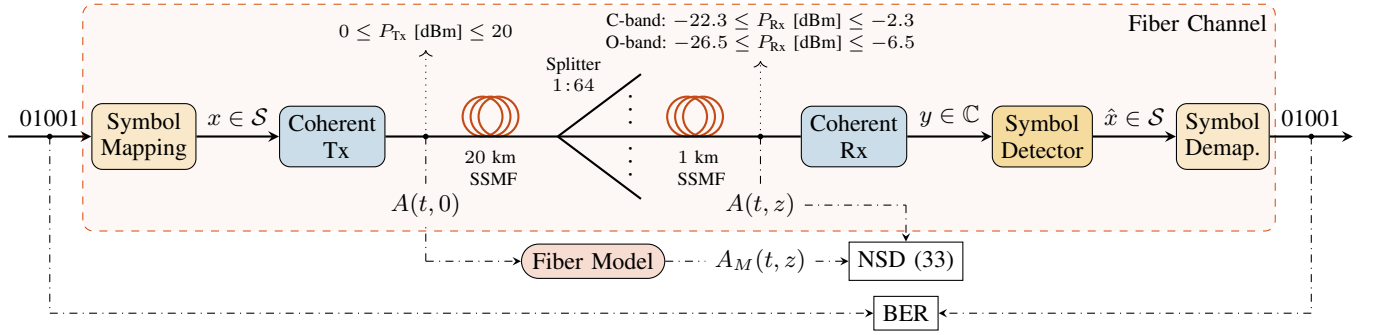 Fiber Channel
0 ≤ P_Tx [dBm] ≤ 20
C-band: −22.3 ≤ P_Rx [dBm] ≤ −2.3
O-band: −26.5 ≤ P_Rx [dBm] ≤ −6.5
Splitter
1:64
01001
Symbol
Mapping
x ∈ 𝒮
Coherent
Tx
20 km
SSMF
1 km
SSMF
Coherent
Rx
y ∈ ℂ
Symbol
Detector
x̂ ∈ 𝒮
Symbol
Demap.
01001
A(t, 0)
A(t, z)
Fiber Model
A_M(t, z)
NSD (33)
BER